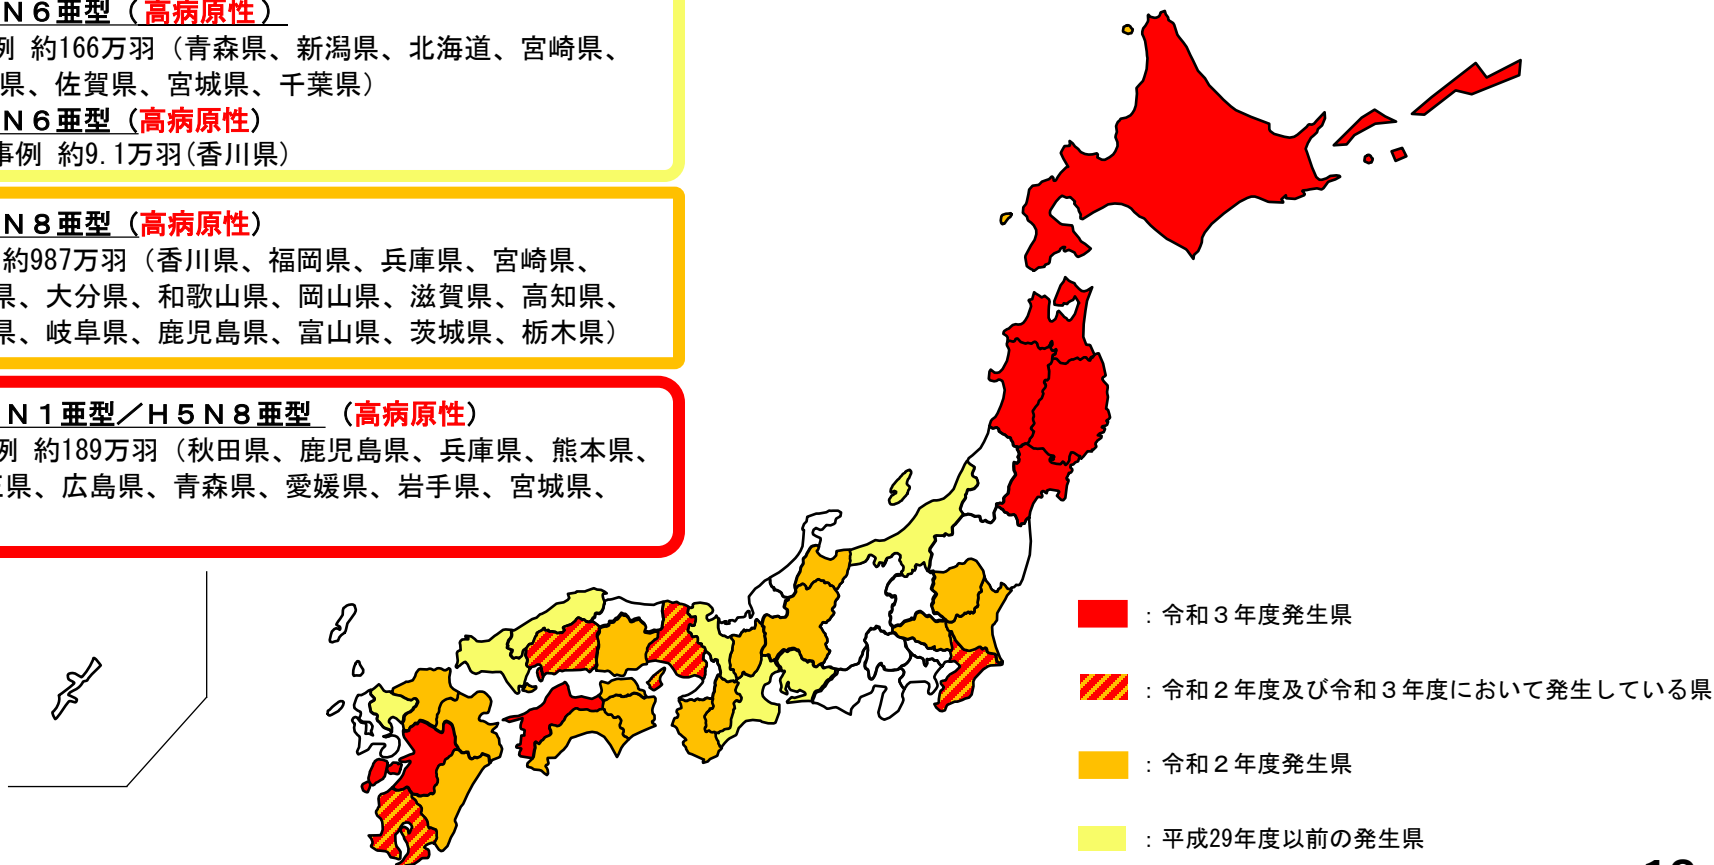 Ｎ６亜型（高病原性）
例 約166万羽（青森県、新潟県、北海道、宮崎県、
県、佐賀県、宮城県、千葉県）
Ｎ６亜型（高病原性）
事例 約9.1万羽(香川県)
Ｎ８亜型（高病原性）
約987万羽（香川県、福岡県、兵庫県、宮崎県、
県、大分県、和歌山県、岡山県、滋賀県、高知県、
県、岐阜県、鹿児島県、富山県、茨城県、栃木県）
Ｎ１亜型／Ｈ５Ｎ８亜型 （高病原性）
例 約189万羽（秋田県、鹿児島県、兵庫県、熊本県、
県、広島県、青森県、愛媛県、岩手県、宮城県、
：令和３年度発生県
：令和２年度及び令和３年度において発生している県
：令和２年度発生県
：平成29年度以前の発生県